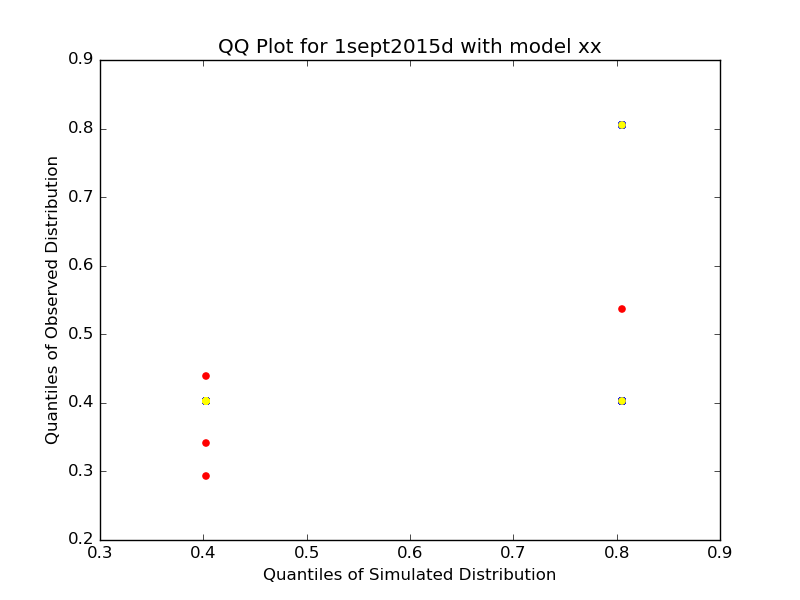 QQ Plot for 1sept2015d with model xx
Quantiles of Observed Distribution
0.9
0.8
0.7
0.6
0.5
0.4
0.3
0.2
0.3 0.4 0.5 0.6 0.7 0.8 0.9
Quantiles of Simulated Distribution